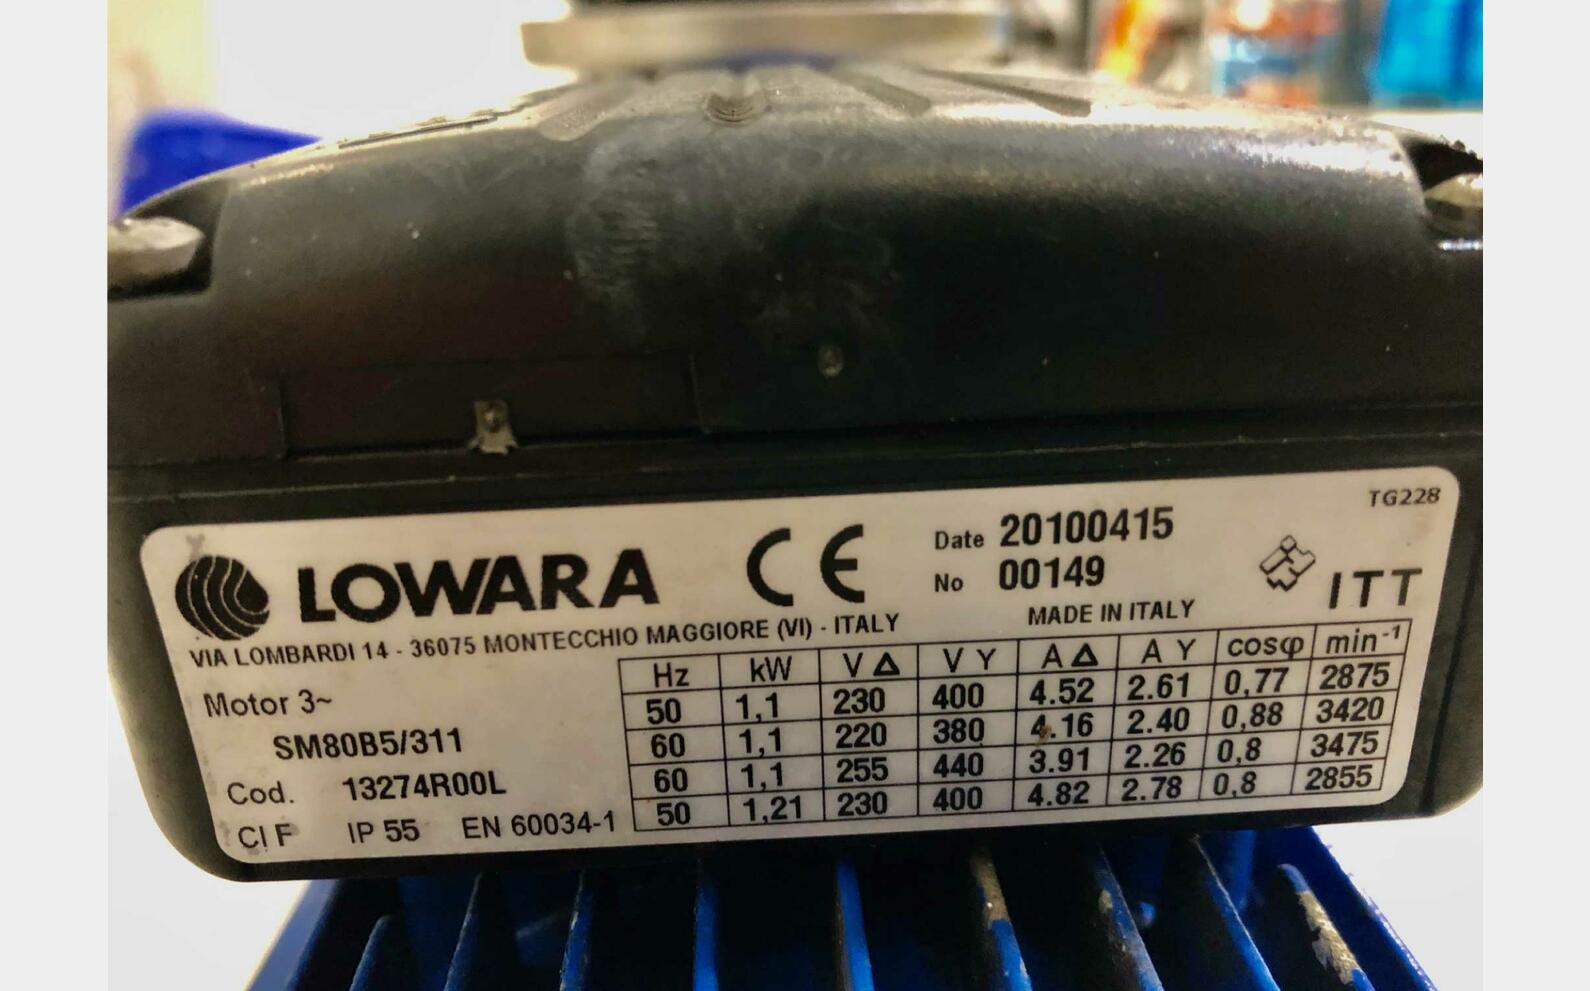 TG228
LOWARA CE Date 20100415
No 00149
ITT
VIA LOMBARDI 14 - 36075 MONTECCHIO MAGGIORE (VI) - ITALY
MADE IN ITALY
Motor 3~
SM80B5/311
Cod. 13274R00L
Cl F IP 55 EN 60034-1
Hz kW V Δ V Y A Δ A Y cosφ min⁻¹
50 1,1 230 400 4.52 2.61 0,77 2875
60 1,1 220 380 4.16 2.40 0,88 3420
60 1,1 255 440 3.91 2.26 0,8 3475
50 1,21 230 400 4.82 2.78 0,8 2855